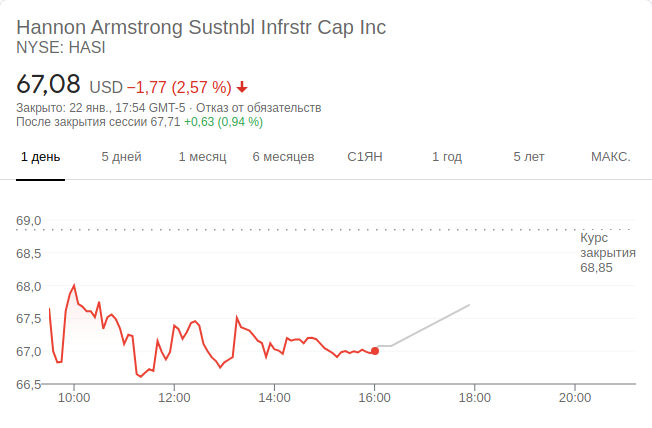 Hannon Armstrong Sustnbl Infrstr Cap Inc
NYSE: HASI
67,08 USD −1,77 (2,57 %)
Закрыто: 22 янв., 17:54 GMT-5 · Отказ от обязательств
После закрытия сессии 67,71 +0,63 (0,94 %)
1 день 5 дней 1 месяц 6 месяцев С1ЯН 1 год 5 лет МАКС.
69,0
Курс
закрытия
68,85
68,5
68,0
67,5
67,0
66,5
10:00 12:00 14:00 16:00 18:00 20:00